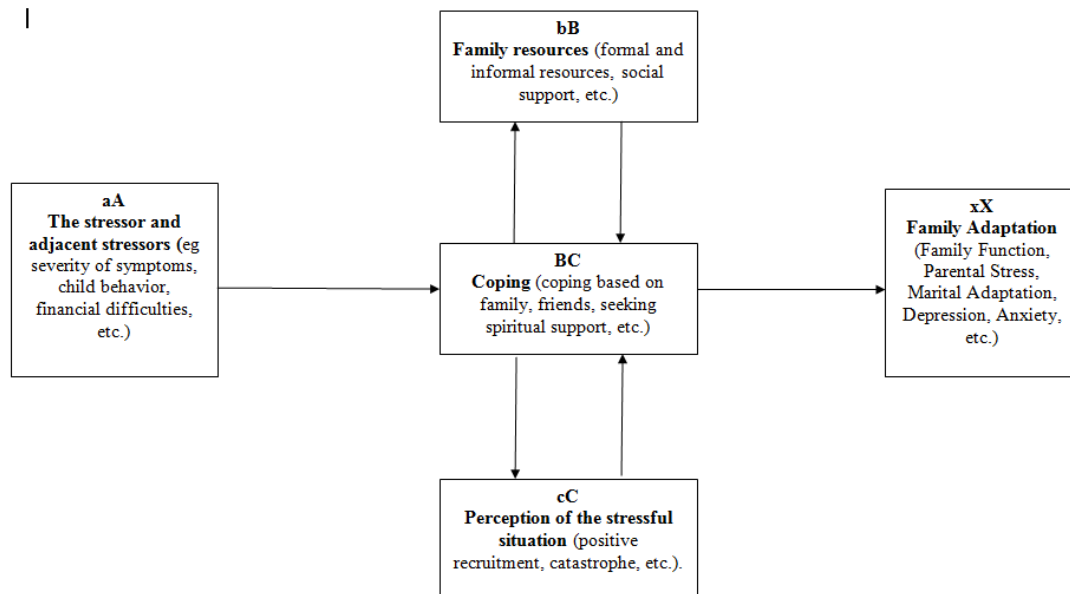 bB
Family resources (formal and
informal resources, social
support, etc.)
aA
The stressor and
adjacent stressors (eg
severity of symptoms,
child behavior,
financial difficulties,
etc.)
BC
Coping (coping based on
family, friends, seeking
spiritual support, etc.)
xX
Family Adaptation
(Family Function,
Parental Stress,
Marital Adaptation,
Depression, Anxiety,
etc.)
cC
Perception of the stressful
situation (positive
recruitment, catastrophe, etc.).